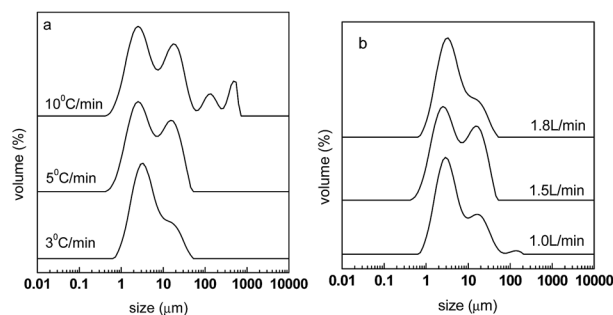 a
10⁰C/min
5⁰C/min
3⁰C/min
volume (%)
0.01 0.1 1 10 100 1000 10000
size (μm)
b
1.8L/min
1.5L/min
1.0L/min
volume (%)
0.01 0.1 1 10 100 1000 10000
size (μm)